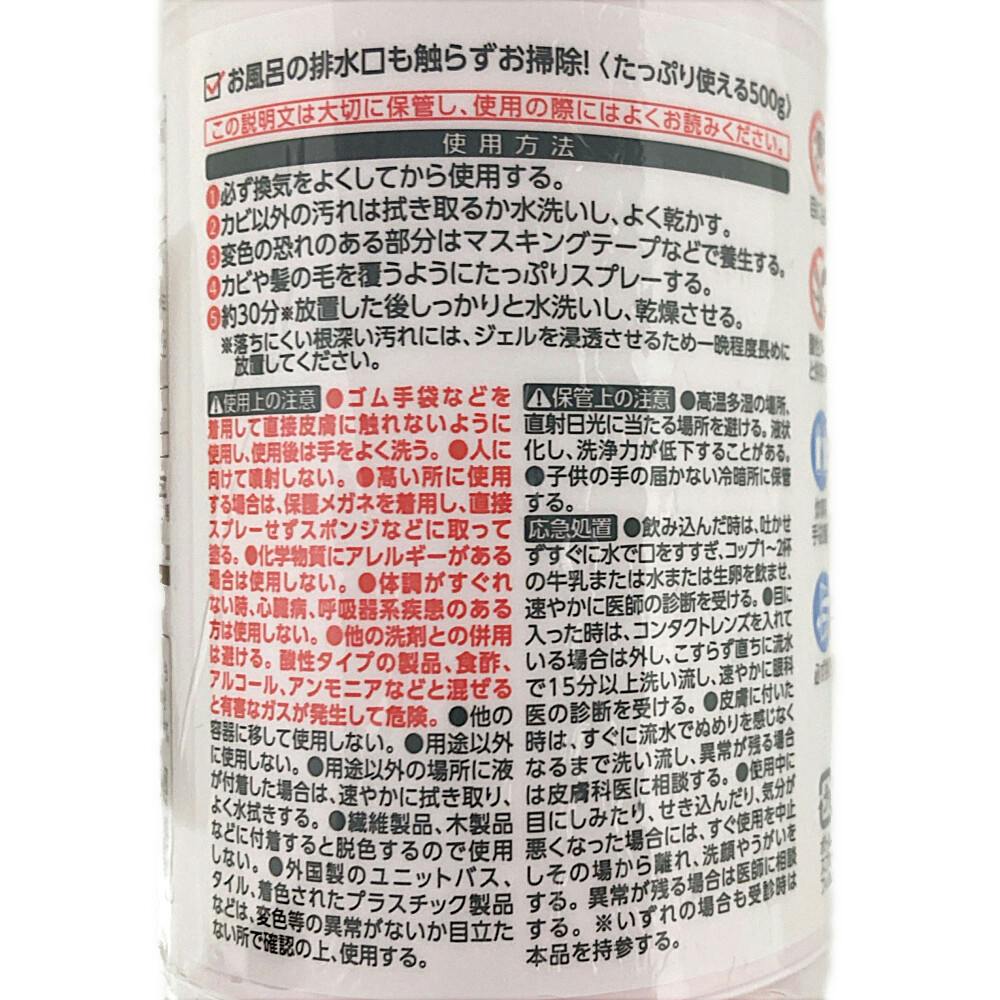 お風呂の排水口も触らずお掃除!〈たっぷり使える500g〉
この説明文は大切に保管し、使用の際にはよくお読みください。
使用方法
❶必ず換気をよくしてから使用する。
❷カビ以外の汚れは拭き取るか水洗いし、よく乾かす。
❸変色の恐れのある部分はマスキングテープなどで養生する。
❹カビや髪の毛を覆うようにたっぷりスプレーする。
❺約30分※放置した後しっかりと水洗いし、乾燥させる。
※落ちにくい根深い汚れには、ジェルを浸透させるため一晩程度長めに
放置してください。
使用上の注意 ●ゴム手袋などを
着用して直接皮膚に触れないように
使用し、使用後は手をよく洗う。●人に
向けて噴射しない。●高い所に使用
する場合は、保護メガネを着用し、直接
スプレーせずスポンジなどに取って
塗る。●化学物質にアレルギーがある
場合は使用しない。●体調がすぐれ
ない時、心臓病、呼吸器系疾患のある
方は使用しない。●他の洗剤との併用
は避ける。酸性タイプの製品、食酢、
アルコール、アンモニアなどと混ぜる
と有害なガスが発生して危険。●他の
容器に移して使用しない。●用途以外
に使用しない。●用途以外の場所に液
が付着した場合は、速やかに拭き取り、
よく水拭きする。●繊維製品、木製品
などに付着すると脱色するので使用
しない。●外国製のユニットバス、
タイル、着色されたプラスチック製品
などは、変色等の異常がないか目立た
ない所で確認の上、使用する。
保管上の注意 ●高温多湿の場所、
直射日光に当たる場所を避ける。液状
化し、洗浄力が低下することがある。
●子供の手の届かない冷暗所に保管
する。
応急処置 ●飲み込んだ時は、吐かせ
ずすぐに水で口をすすぎ、コップ1~2杯
の牛乳または水または生卵を飲ませ、
速やかに医師の診断を受ける。●目に
入った時は、コンタクトレンズを入れて
いる場合は外し、こすらず直ちに流水
で15分以上洗い流し、速やかに眼科
医の診断を受ける。●皮膚に付いた
時は、すぐに流水でぬめりを感じなく
なるまで洗い流し、異常が残る場合
は皮膚科医に相談する。●使用中に
目にしみたり、せき込んだり、気分が
悪くなった場合には、すぐ使用を中止
しその場から離れ、洗顔やうがいを
する。異常が残る場合は医師に相談
する。※いずれの場合も受診時は
本品を持参する。